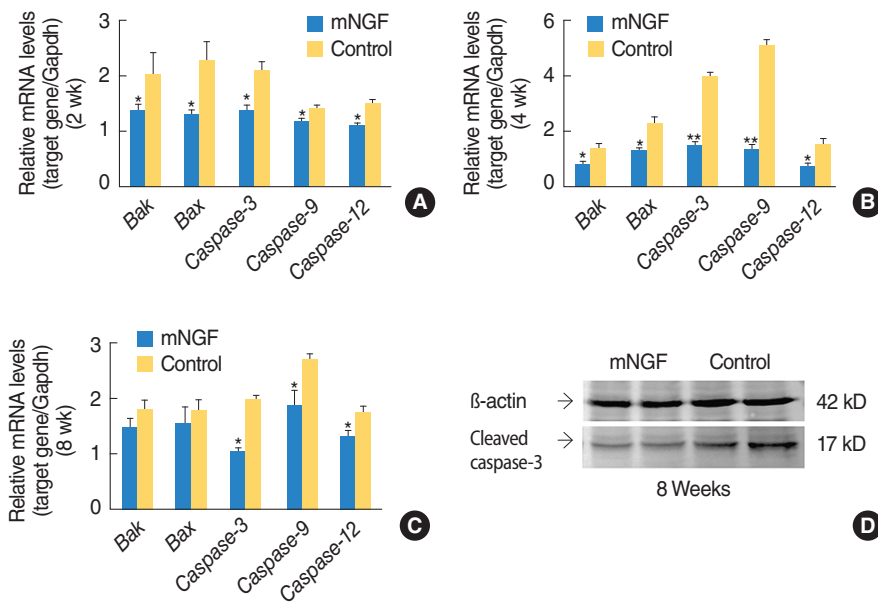 mNGF
Control
Relative mRNA levels
(target gene/Gapdh)
(2 wk)
3
2
1
0
*
*
*
*
*
Bak
Bax
Caspase-3
Caspase-9
Caspase-12
A
mNGF
Control
Relative mRNA levels
(target gene/Gapdh)
(4 wk)
6
4
2
0
*
*
**
**
*
Bak
Bax
Caspase-3
Caspase-9
Caspase-12
B
mNGF
Control
Relative mRNA levels
(target gene/Gapdh)
(8 wk)
3
2
1
0
*
*
*
Bak
Bax
Caspase-3
Caspase-9
Caspase-12
C
mNGF Control
ß-actin → 42 kD
Cleaved → 17 kD
caspase-3
8 Weeks
D